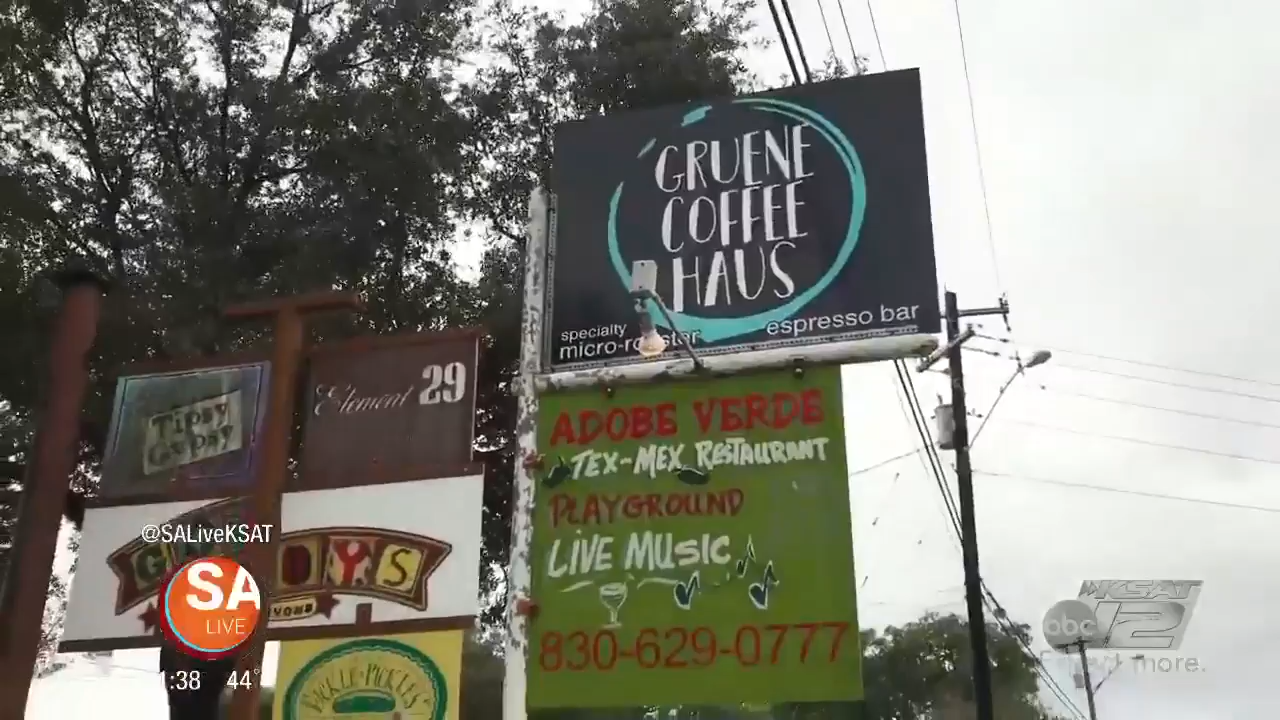 GRUENE
COFFEE
HAUS
specialty
micro-roaster
espresso bar
ADOBE VERDE
TEX-MEX RESTAURANT
PLAYGROUND
LIVE MUSIC
830-629-0777
Element 29
Tipsy
Gypsy
@SALiveKSAT
SA
LIVE
1:38 44°
KSAT
abc 12
more.